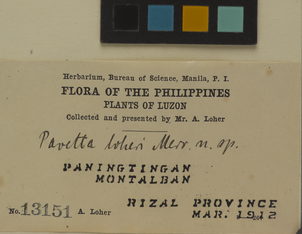 Herbarium, Bureau of Science, Manila, P. I.
FLORA OF THE PHILIPPINES
PLANTS OF LUZON
Collected and presented by Mr. A. Loher
Pavetta loheri Merr. n. sp.
PANINGTINGAN
MONTALBAN
RIZAL PROVINCE
No. 13151 A. Loher
MAR. 1912